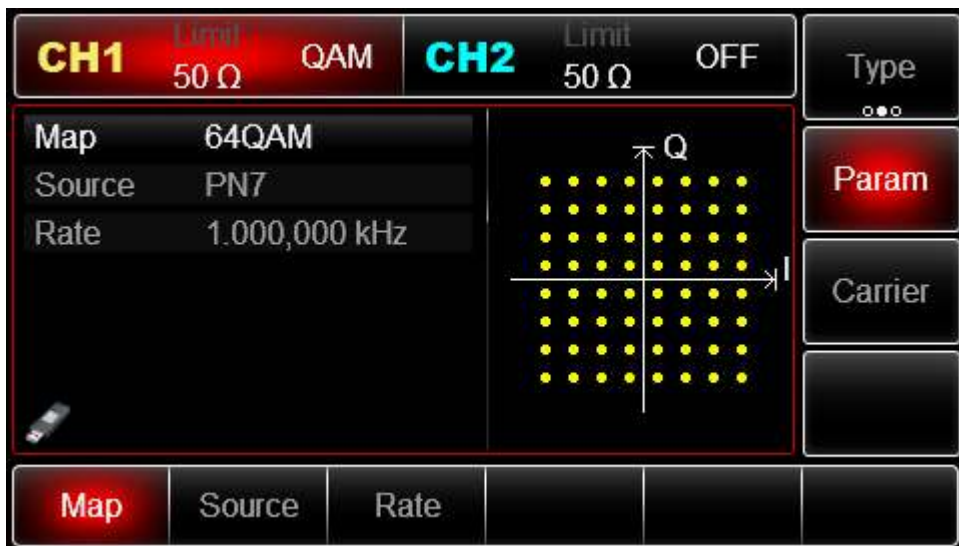 CH1 Limit 50 Ω QAM CH2 Limit 50 Ω OFF
Type
Map 64QAM
Source PN7
Rate 1.000,000 kHz
Q
I
Param
Carrier
Map Source Rate